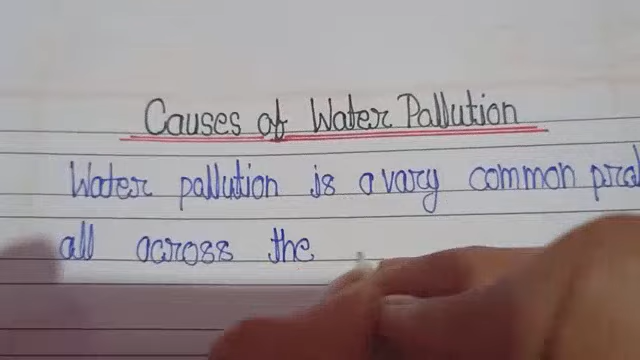 Causes of Water Pallution
Water pallution is a vary common
all across the